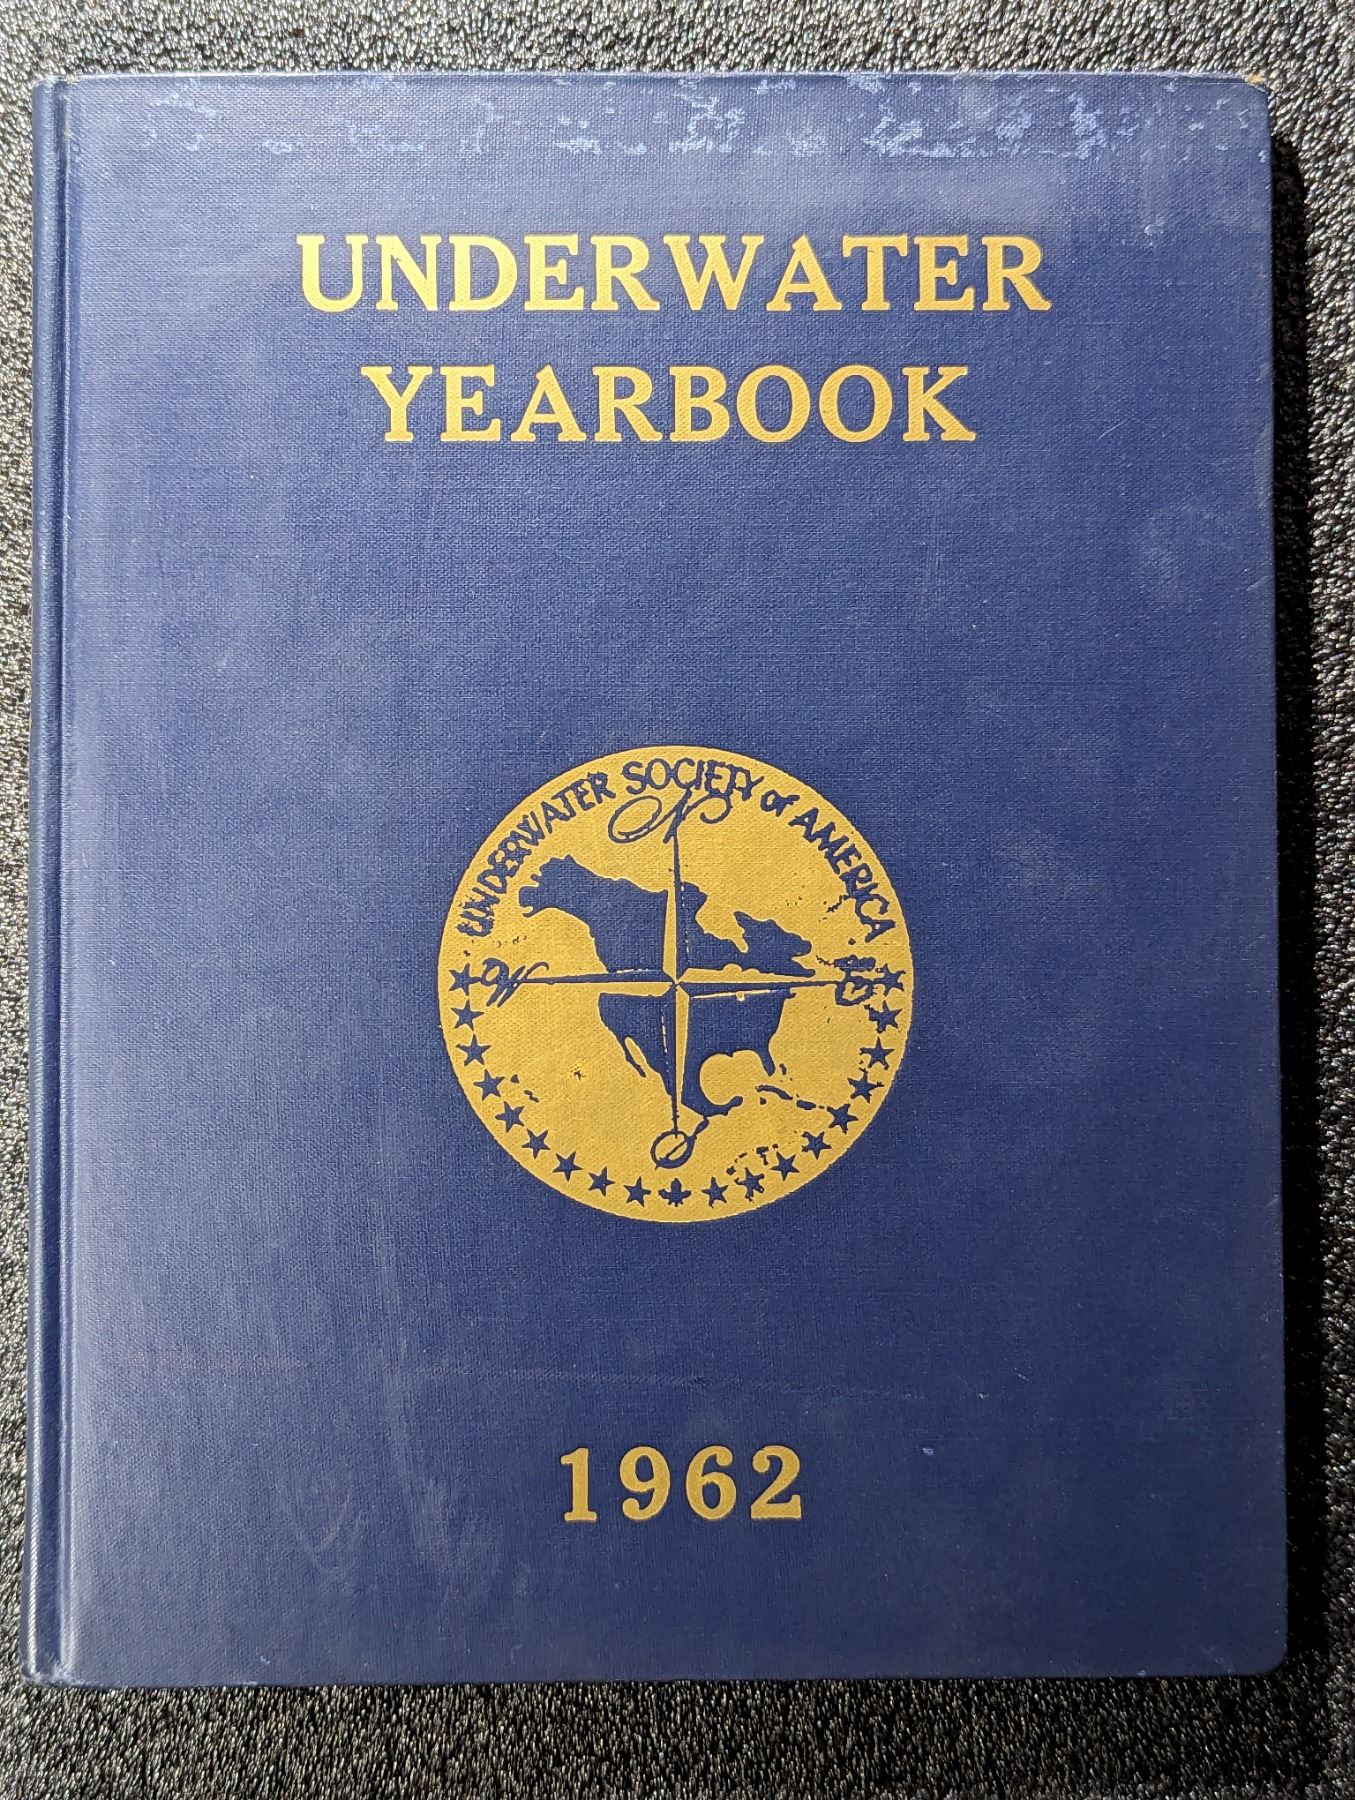 UNDERWATER
YEARBOOK
UNDERWATER SOCIETY of AMERICA
N
W
E
1962